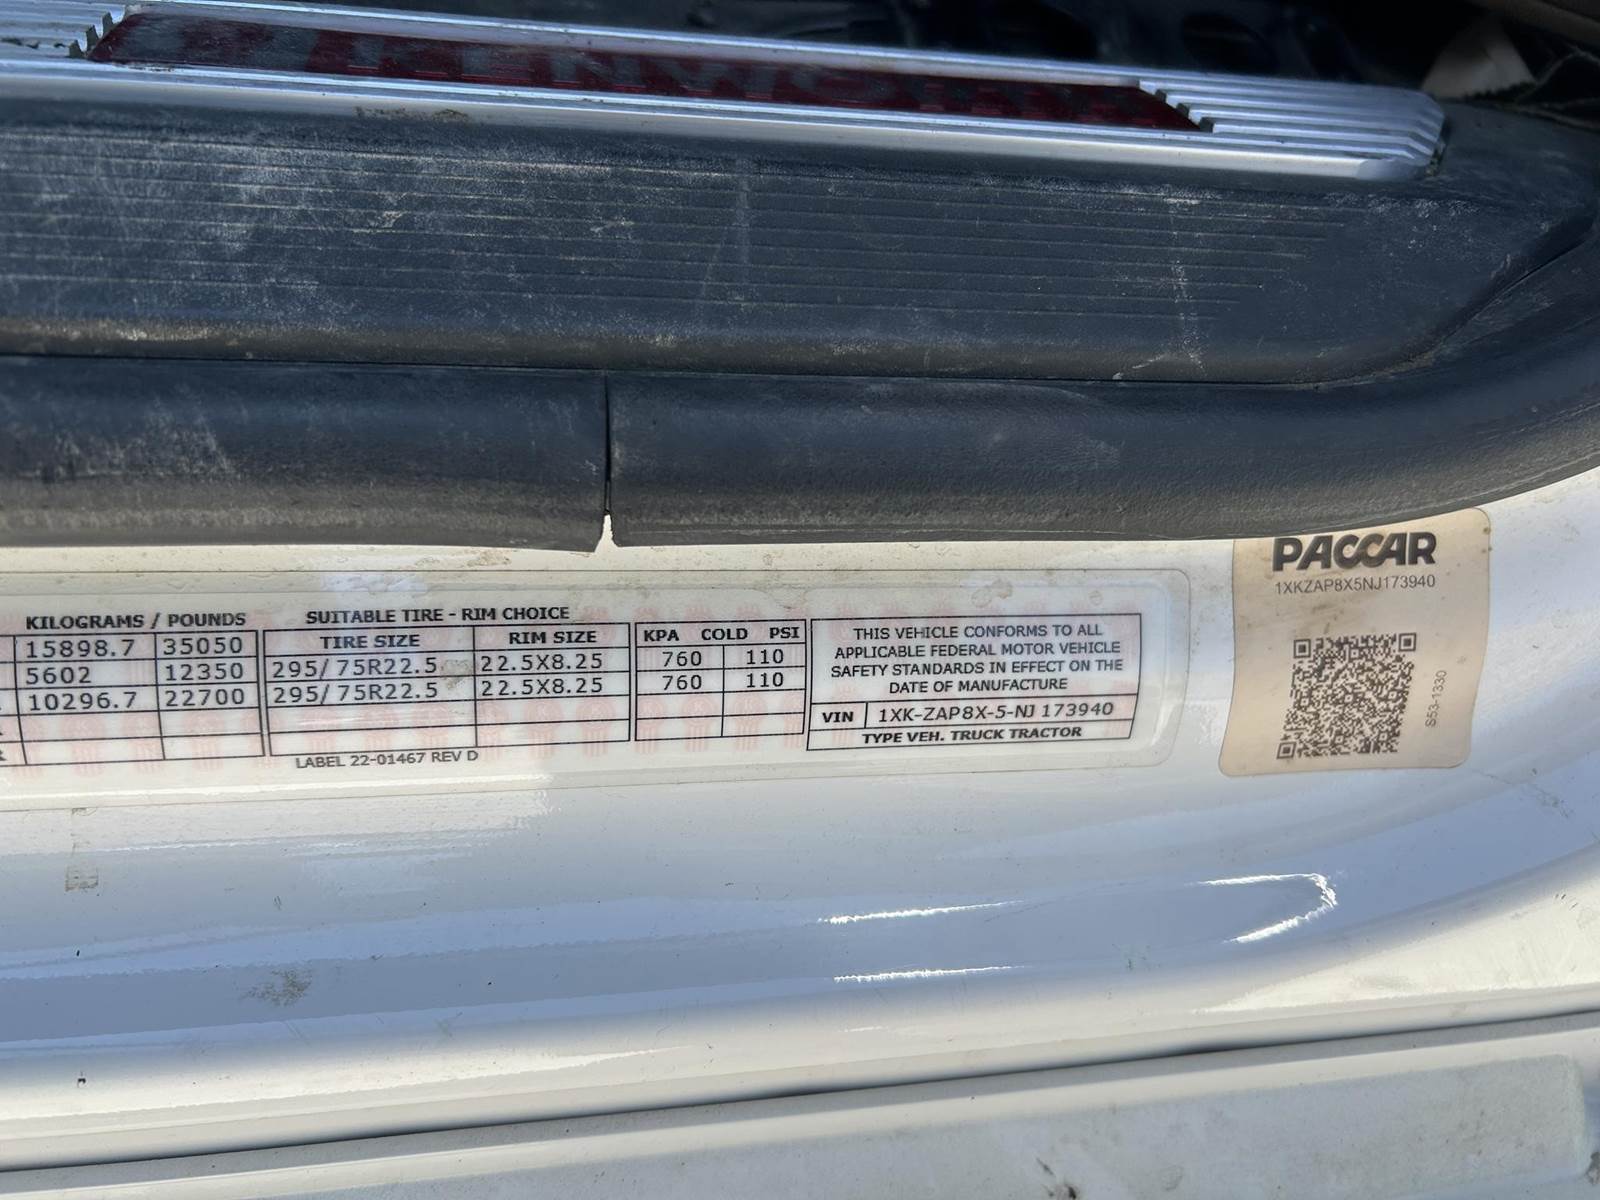 KENWORTH
PACCAR
1XKZAP8X5NJ173940
S53-1330
KILOGRAMS / POUNDS
15898.7 35050
5602 12350
10296.7 22700
SUITABLE TIRE - RIM CHOICE
TIRE SIZE RIM SIZE
295/75R22.5 22.5X8.25
295/75R22.5 22.5X8.25
KPA COLD PSI
760 110
760 110
THIS VEHICLE CONFORMS TO ALL
APPLICABLE FEDERAL MOTOR VEHICLE
SAFETY STANDARDS IN EFFECT ON THE
DATE OF MANUFACTURE
VIN 1XK-ZAP8X-5-NJ 173940
TYPE VEH. TRUCK TRACTOR
LABEL 22-01467 REV D